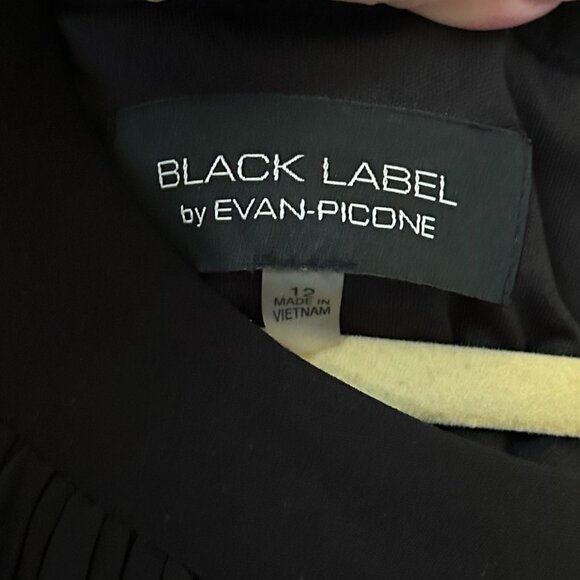 BLACK LABEL
by EVAN-PICONE
12
MADE IN
VIETNAM